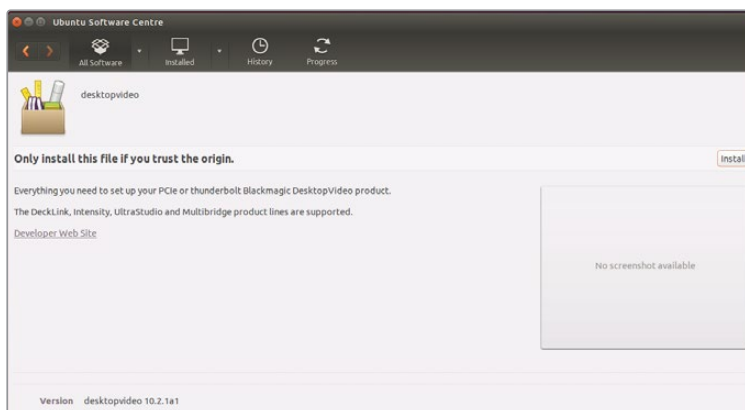 Ubuntu Software Centre
All Software
Installed
History
Progress
desktopvideo
Only install this file if you trust the origin.
Install
Everything you need to set up your PCIe or thunderbolt Blackmagic DesktopVideo product.
The DeckLink, Intensity, UltraStudio and Multibridge product lines are supported.
Developer Web Site
No screenshot available
Version desktopvideo 10.2.1a1